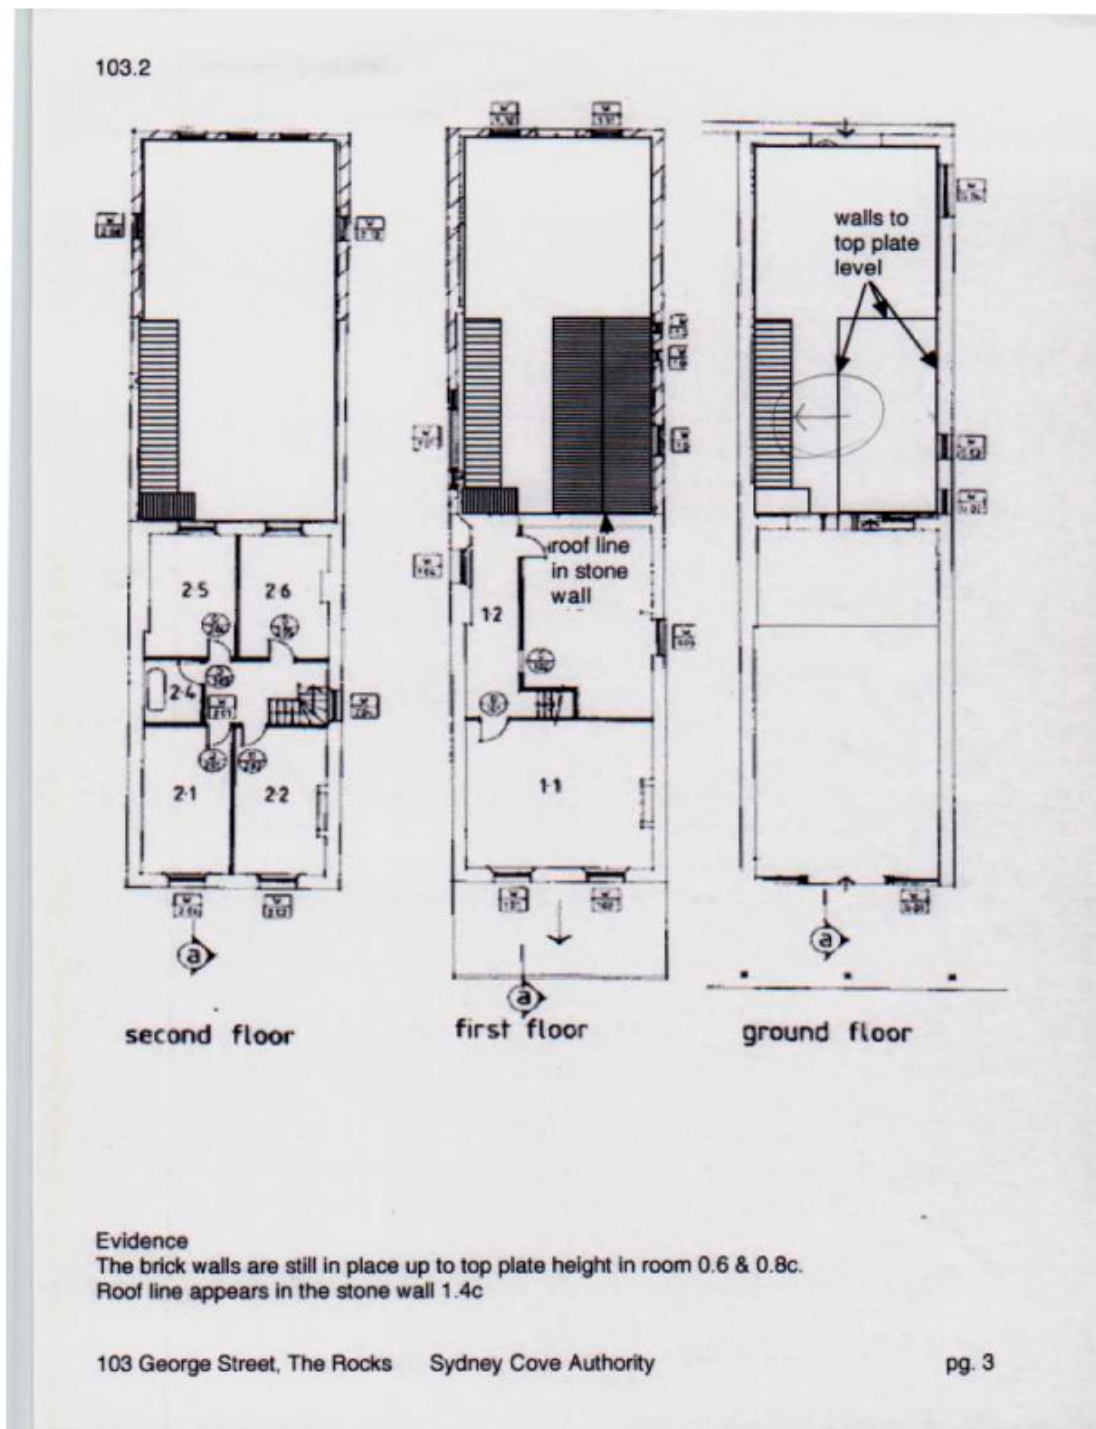 103.2
walls to
top plate
level
roof line
in stone
wall
2·5
2·6
2·4
2·1
2·2
1·2
1·1
a
a
a
second floor
first floor
ground floor
Evidence
The brick walls are still in place up to top plate height in room 0.6 & 0.8c.
Roof line appears in the stone wall 1.4c
103 George Street, The Rocks Sydney Cove Authority pg. 3